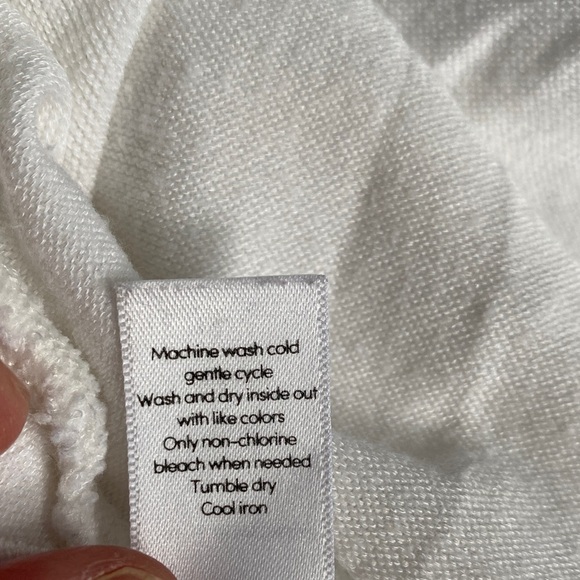 Machine wash cold
gentle cycle
Wash and dry inside out
with like colors
Only non-chlorine
bleach when needed
Tumble dry
Cool iron